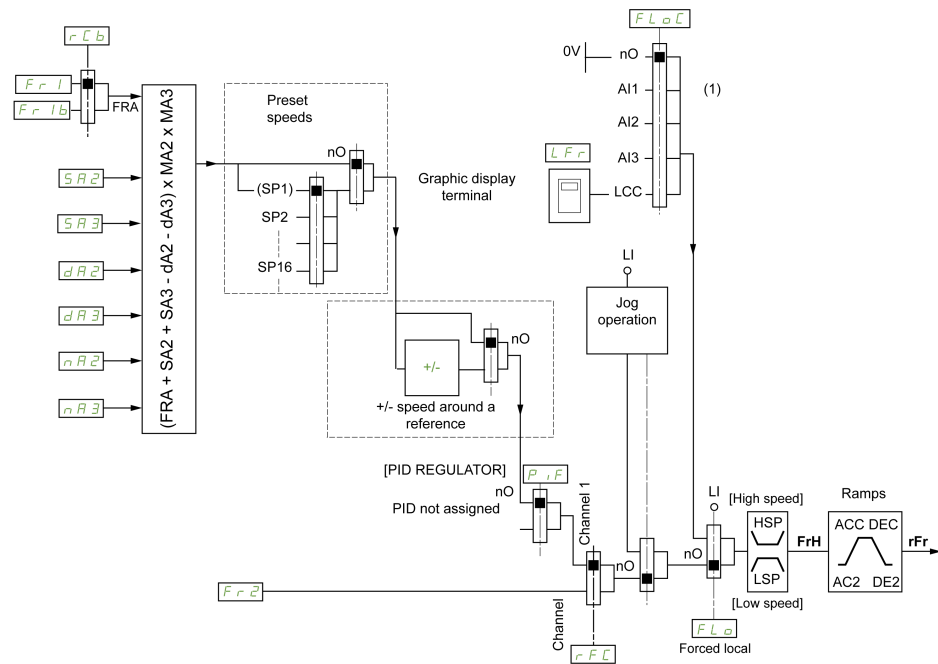 rCb
Fr1
Fr1b
FRA
SA2
SA3
dA2
dA3
nA2
nA3
(FRA + SA2 + SA3 - dA2 - dA3) x MA2 x MA3
Preset
speeds
nO
(SP1)
SP2
SP16
Graphic display
terminal
FLoC
0V
nO
AI1
(1)
AI2
AI3
LFr
LCC
LI
Jog
operation
nO
+/-
+/- speed around a
reference
[PID REGULATOR]
PiF
nO
PID not assigned
Channel 1
Fr2
Channel
rFC
nO
nO
LI
FLo
Forced local
[High speed]
HSP
LSP
[Low speed]
FrH
Ramps
ACC DEC
AC2 DE2
rFr